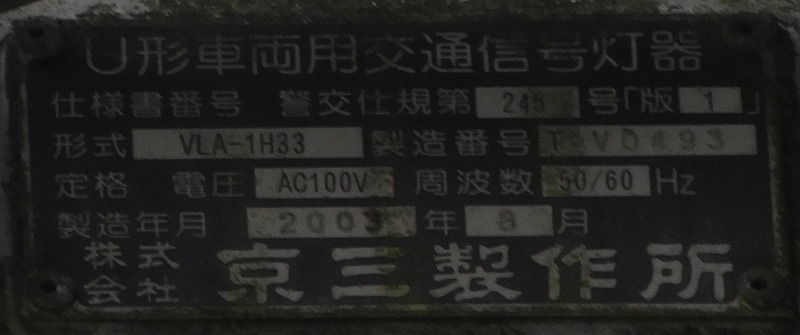 U形車両用交通信号灯器
仕様書番号 警交仕規第 245 号「版 1 」
形式 VLA-1H33 製造番号 VD493
定格 電圧 AC100V 周波数 50/60 Hz
製造年月 2003 年 8 月
株式会社 京三製作所